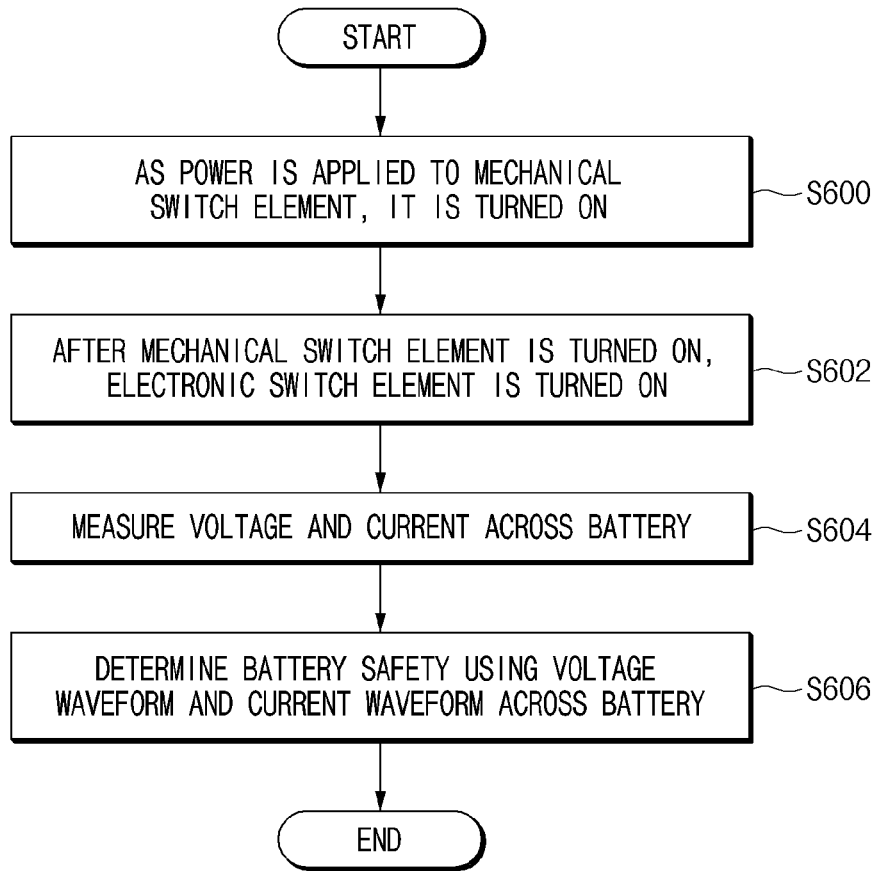 START
AS POWER IS APPLIED TO MECHANICAL
SWITCH ELEMENT, IT IS TURNED ON
S600
AFTER MECHANICAL SWITCH ELEMENT IS TURNED ON,
ELECTRONIC SWITCH ELEMENT IS TURNED ON
S602
MEASURE VOLTAGE AND CURRENT ACROSS BATTERY
S604
DETERMINE BATTERY SAFETY USING VOLTAGE
WAVEFORM AND CURRENT WAVEFORM ACROSS BATTERY
S606
END